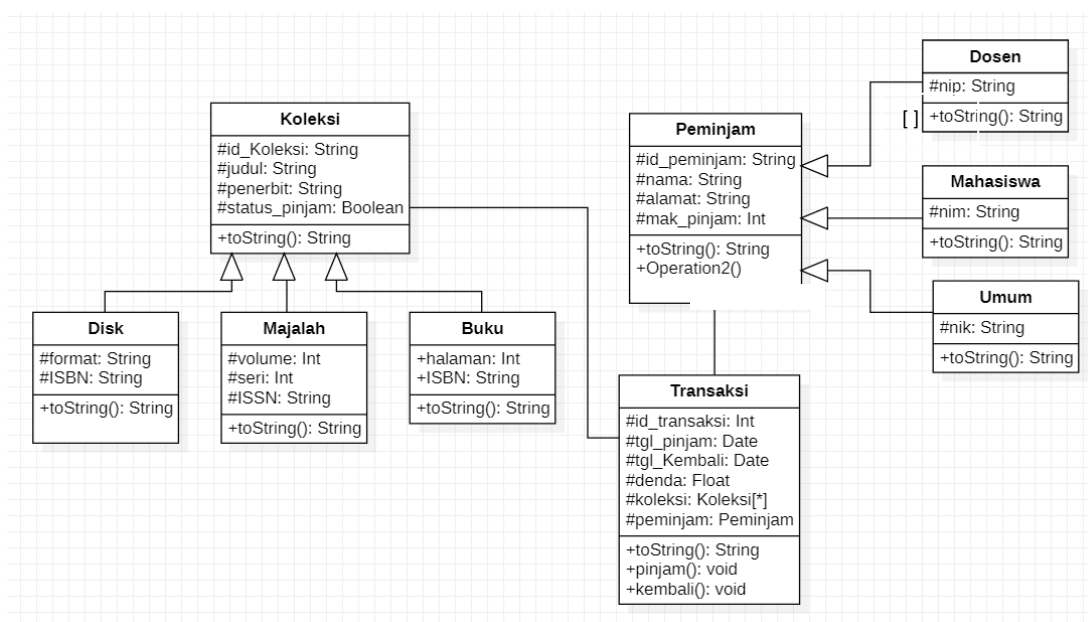 Koleksi
#id_Koleksi: String
#judul: String
#penerbit: String
#status_pinjam: Boolean
+toString(): String
Disk
#format: String
#ISBN: String
+toString(): String
Majalah
#volume: Int
#seri: Int
#ISSN: String
+toString(): String
Buku
+halaman: Int
+ISBN: String
+toString(): String
Peminjam
#id_peminjam: String
#nama: String
#alamat: String
#mak_pinjam: Int
+toString(): String
+Operation2()
Dosen
#nip: String
[ ]
+toString(): String
Mahasiswa
#nim: String
+toString(): String
Umum
#nik: String
+toString(): String
Transaksi
#id_transaksi: Int
#tgl_pinjam: Date
#tgl_Kembali: Date
#denda: Float
#koleksi: Koleksi[*]
#peminjam: Peminjam
+toString(): String
+pinjam(): void
+kembali(): void